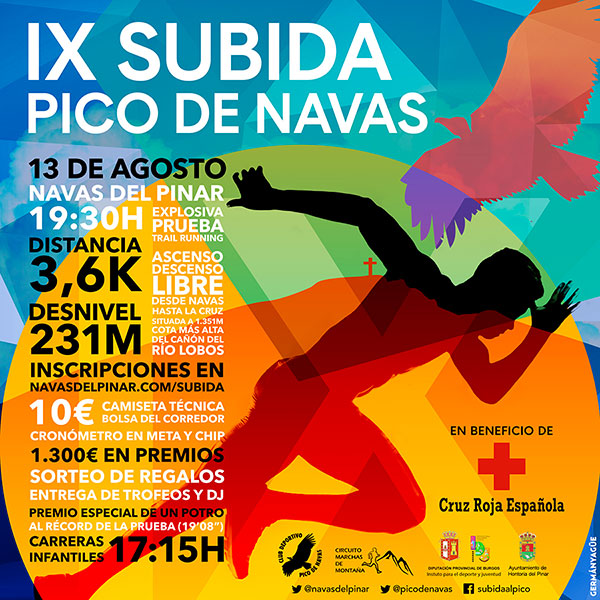 IX SUBIDA
PICO DE NAVAS
13 DE AGOSTO
NAVAS DEL PINAR
19:30H
EXPLOSIVA
PRUEBA
TRAIL RUNNING
DISTANCIA
3,6K
DESNIVEL
231M
ASCENSO
DESCENSO
LIBRE
DESDE NAVAS
HASTA LA CRUZ
SITUADA A 1.351M
COTA MÁS ALTA
DEL CAÑÓN DEL
RÍO LOBOS
INSCRIPCIONES EN
NAVASDELPINAR.COM/SUBIDA
10€
CAMISETA TÉCNICA
BOLSA DEL CORREDOR
CRONÓMETRO EN META Y CHIP
1.300€ EN PREMIOS
SORTEO DE REGALOS
ENTREGA DE TROFEOS Y DJ
PREMIO ESPECIAL DE UN POTRO
AL RÉCORD DE LA PRUEBA (19'08")
CARRERAS
INFANTILES
17:15H
EN BENEFICIO DE
Cruz Roja Española
CLUB DEPORTIVO
PICO DE NAVAS
CIRCUITO
MARCHAS
DE
MONTAÑA
DIPUTACIÓN PROVINCIAL DE BURGOS
Instituto para el deporte y juventud
Ayuntamiento de
Hontoria del Pinar
@navasdelpinar
@picodenavas
subidaalpico
GERMÁNYAGÜE